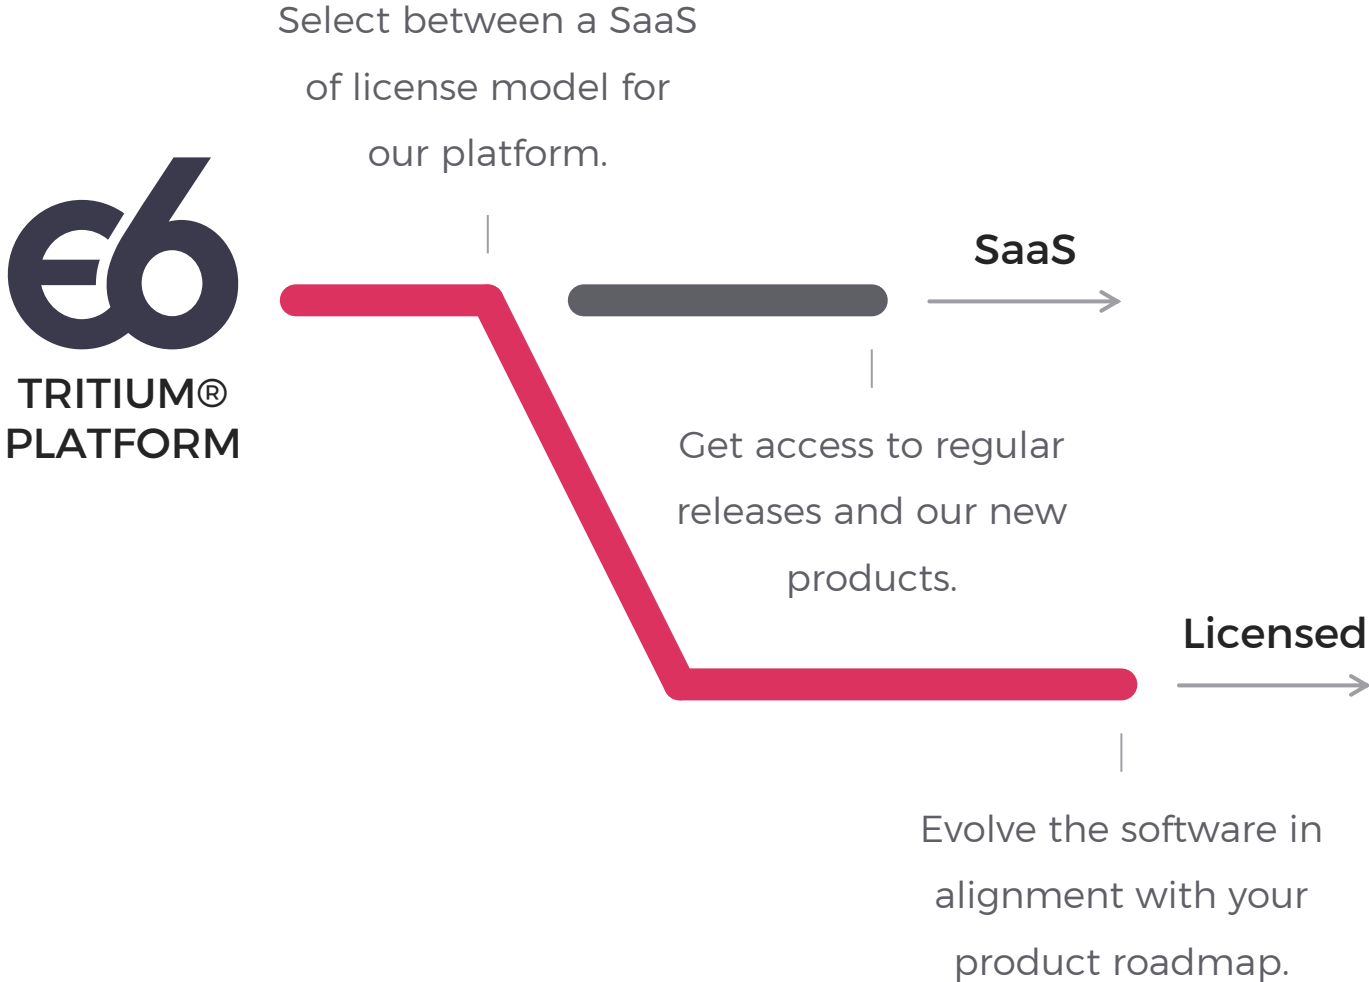 Select between a SaaS
of license model for
our platform.
e6
TRITIUM®
PLATFORM
SaaS
Get access to regular
releases and our new
products.
Licensed
Evolve the software in
alignment with your
product roadmap.